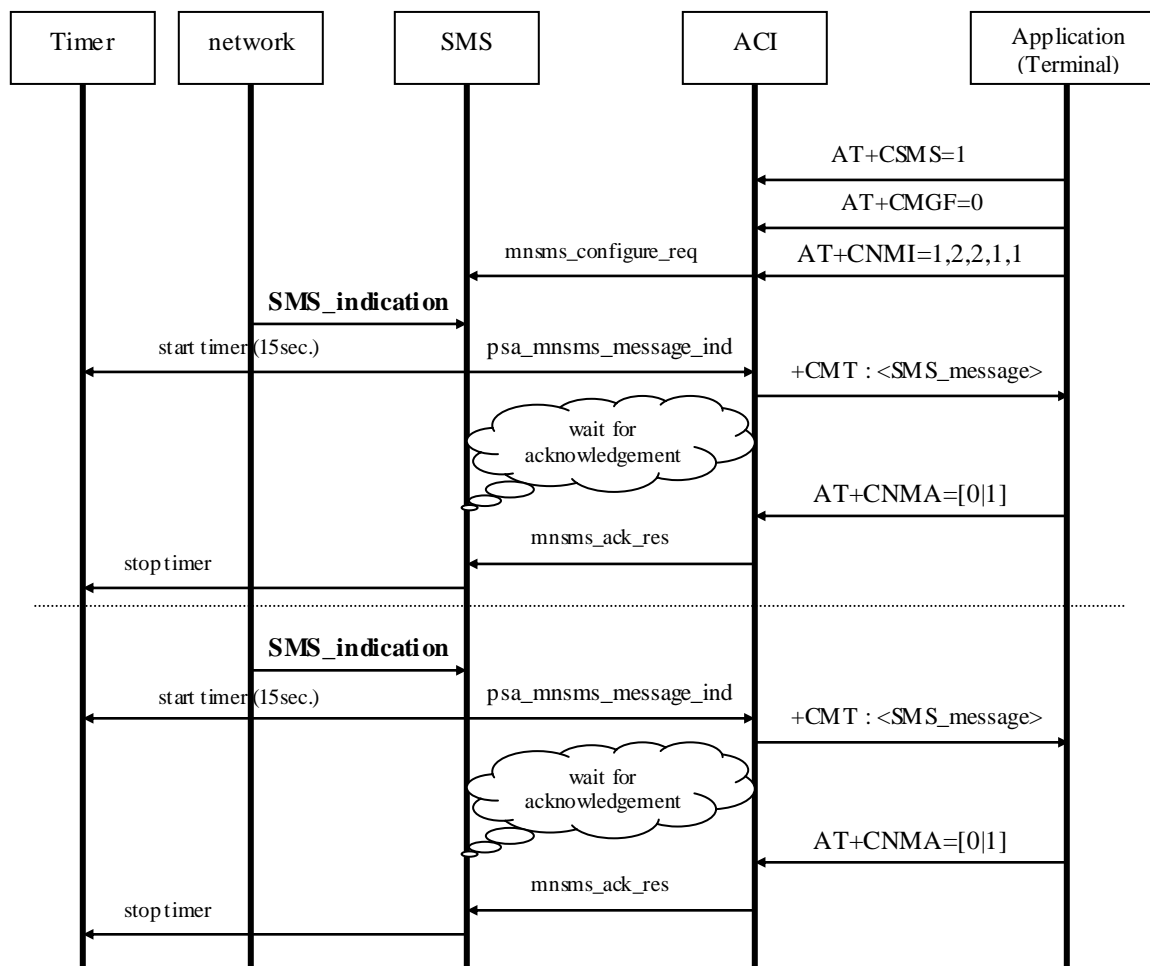 Timer
network
SMS
ACI
Application
(Terminal)
AT+CSMS=1
AT+CMGF=0
mnsms_configure_req
AT+CNMI=1,2,2,1,1
SMS_indication
start timer (15sec.)
psa_mnsms_message_ind
+CMT : <SMS_message>
wait for
acknowledgement
AT+CNMA=[0|1]
mnsms_ack_res
stop timer
SMS_indication
start timer (15sec.)
psa_mnsms_message_ind
+CMT : <SMS_message>
wait for
acknowledgement
AT+CNMA=[0|1]
mnsms_ack_res
stop timer